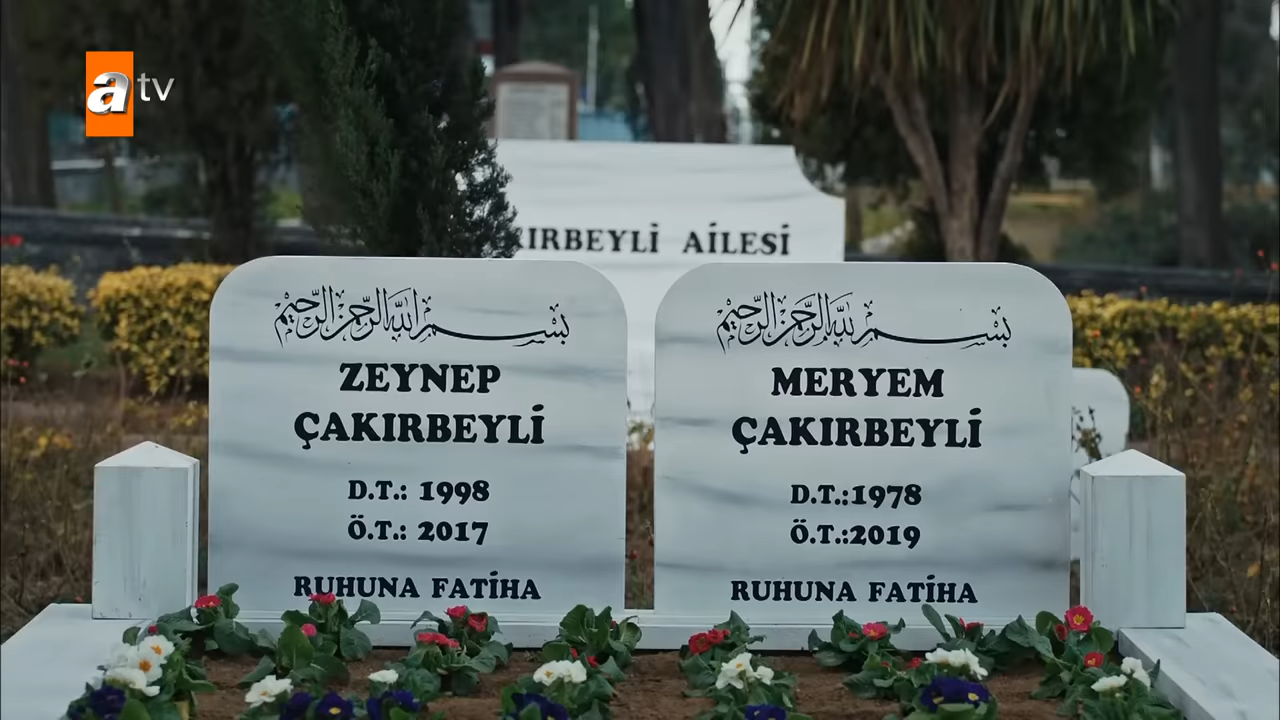 atv
KIRBEYLİ AİLESİ
بسم الله الرحمن الرحيم
ZEYNEP
ÇAKIRBEYLİ
D.T.: 1998
Ö.T.: 2017
RUHUNA FATİHA
بسم الله الرحمن الرحيم
MERYEM
ÇAKIRBEYLİ
D.T.:1978
Ö.T.:2019
RUHUNA FATİHA